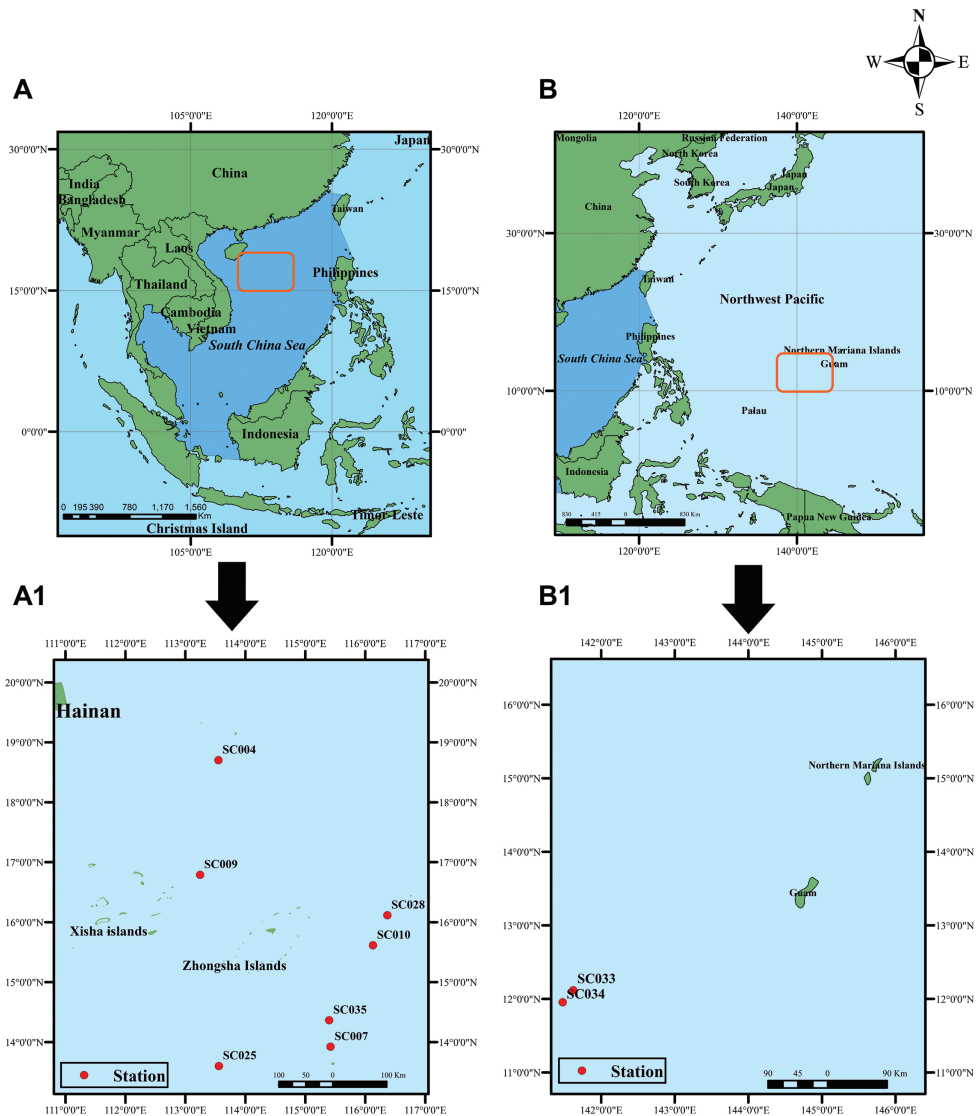 N
W E
S
A
B
105°0'0"E 120°0'0"E
120°0'0"E 140°0'0"E
30°0'0"N
15°0'0"N
0°0'0"
30°0'0"N
15°0'0"N
0°0'0"
Japan
China
India
Bangladesh
Myanmar
Taiwan
Laos
Philippines
Thailand
Cambodia
Vietnam
South China Sea
Indonesia
0 195 390 780 1,170 1,560
Km
Christmas Island
Timor-Leste
105°0'0"E 120°0'0"E
30°0'0"N
10°0'0"N
30°0'0"N
10°0'0"N
Mongolia
Russian Federation
North Korea
Japan
South Korea
Japan
China
Taiwan
Northwest Pacific
Philippines
Northern Mariana Islands
South China Sea
Guam
Palau
Indonesia
Papua New Guinea
830 415 0 830 Km
120°0'0"E 140°0'0"E
A1
B1
111°0'0"E 112°0'0"E 113°0'0"E 114°0'0"E 115°0'0"E 116°0'0"E 117°0'0"E
20°0'0"N
19°0'0"N
18°0'0"N
17°0'0"N
16°0'0"N
15°0'0"N
14°0'0"N
20°0'0"N
19°0'0"N
18°0'0"N
17°0'0"N
16°0'0"N
15°0'0"N
14°0'0"N
Hainan
SC004
SC009
SC028
Xisha islands
SC010
Zhongsha Islands
SC035
SC007
SC025
Station
100 50 0 100 Km
111°0'0"E 112°0'0"E 113°0'0"E 114°0'0"E 115°0'0"E 116°0'0"E 117°0'0"E
142°0'0"E 143°0'0"E 144°0'0"E 145°0'0"E 146°0'0"E
16°0'0"N
15°0'0"N
14°0'0"N
13°0'0"N
12°0'0"N
11°0'0"N
16°0'0"N
15°0'0"N
14°0'0"N
13°0'0"N
12°0'0"N
11°0'0"N
Northern Mariana Islands
Guam
SC033
SC034
Station
90 45 0 90 Km
142°0'0"E 143°0'0"E 144°0'0"E 145°0'0"E 146°0'0"E